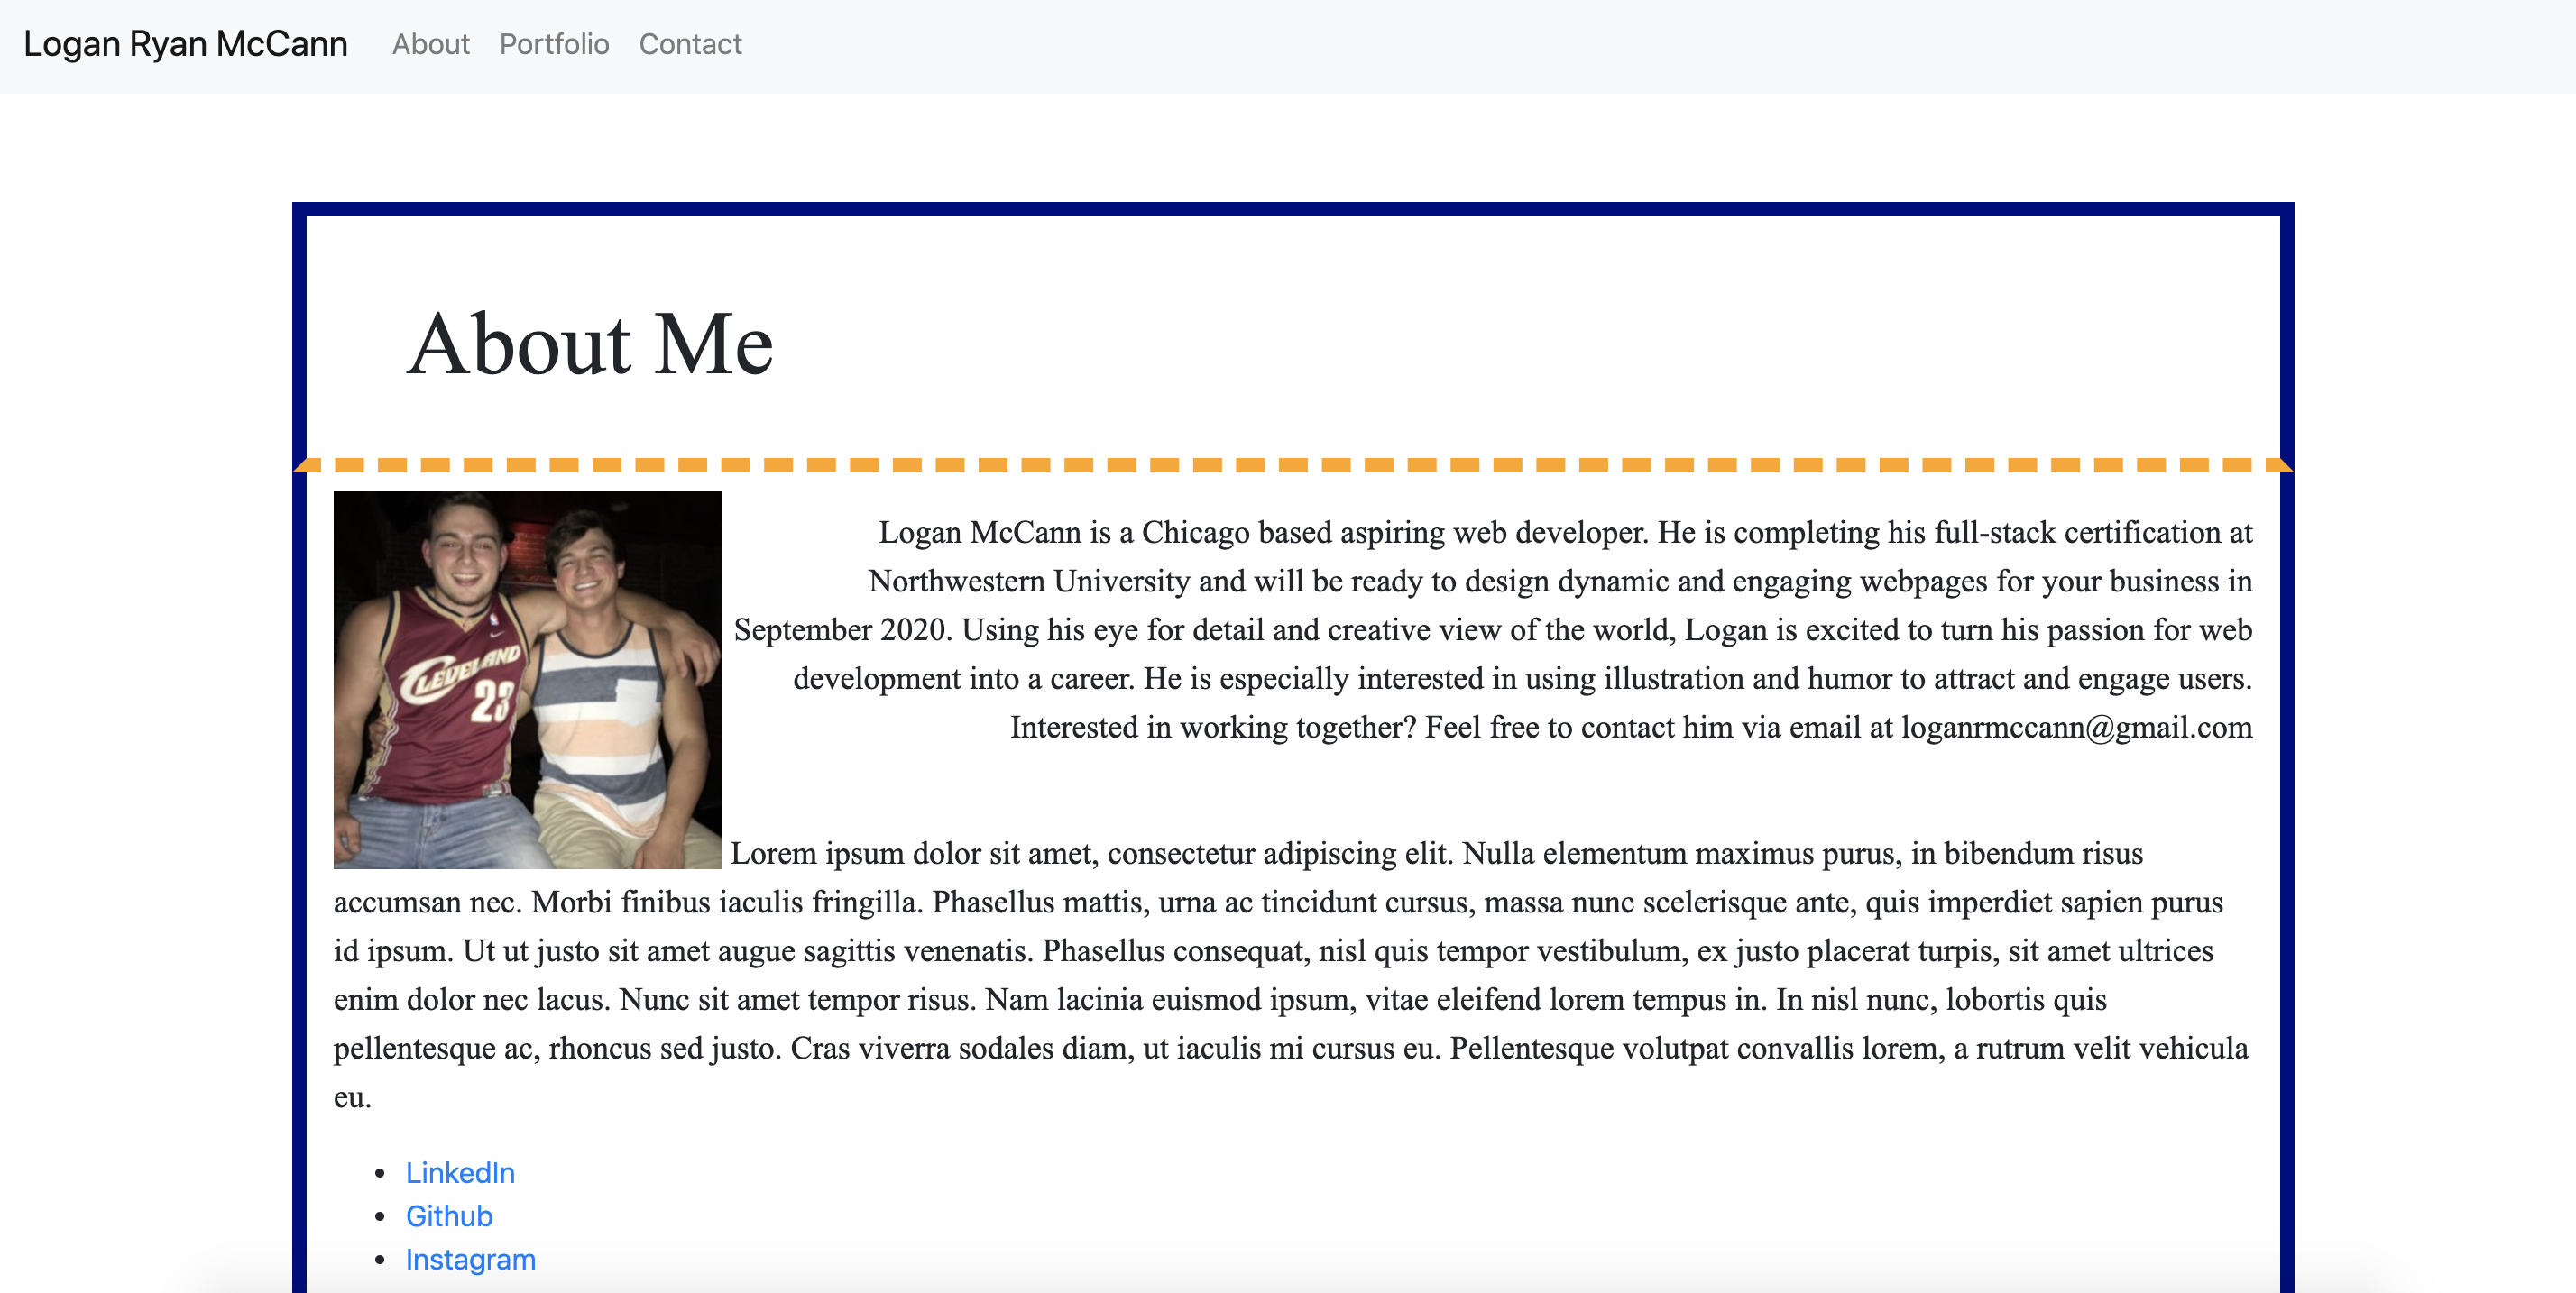 Logan Ryan McCann About Portfolio Contact
About Me
CLEVELAND
23
Logan McCann is a Chicago based aspiring web developer. He is completing his full-stack certification at
Northwestern University and will be ready to design dynamic and engaging webpages for your business in
September 2020. Using his eye for detail and creative view of the world, Logan is excited to turn his passion for web
development into a career. He is especially interested in using illustration and humor to attract and engage users.
Interested in working together? Feel free to contact him via email at loganrmccann@gmail.com
Lorem ipsum dolor sit amet, consectetur adipiscing elit. Nulla elementum maximus purus, in bibendum risus
accumsan nec. Morbi finibus iaculis fringilla. Phasellus mattis, urna ac tincidunt cursus, massa nunc scelerisque ante, quis imperdiet sapien purus
id ipsum. Ut ut justo sit amet augue sagittis venenatis. Phasellus consequat, nisl quis tempor vestibulum, ex justo placerat turpis, sit amet ultrices
enim dolor nec lacus. Nunc sit amet tempor risus. Nam lacinia euismod ipsum, vitae eleifend lorem tempus in. In nisl nunc, lobortis quis
pellentesque ac, rhoncus sed justo. Cras viverra sodales diam, ut iaculis mi cursus eu. Pellentesque volutpat convallis lorem, a rutrum velit vehicula
eu.
LinkedIn
Github
Instagram